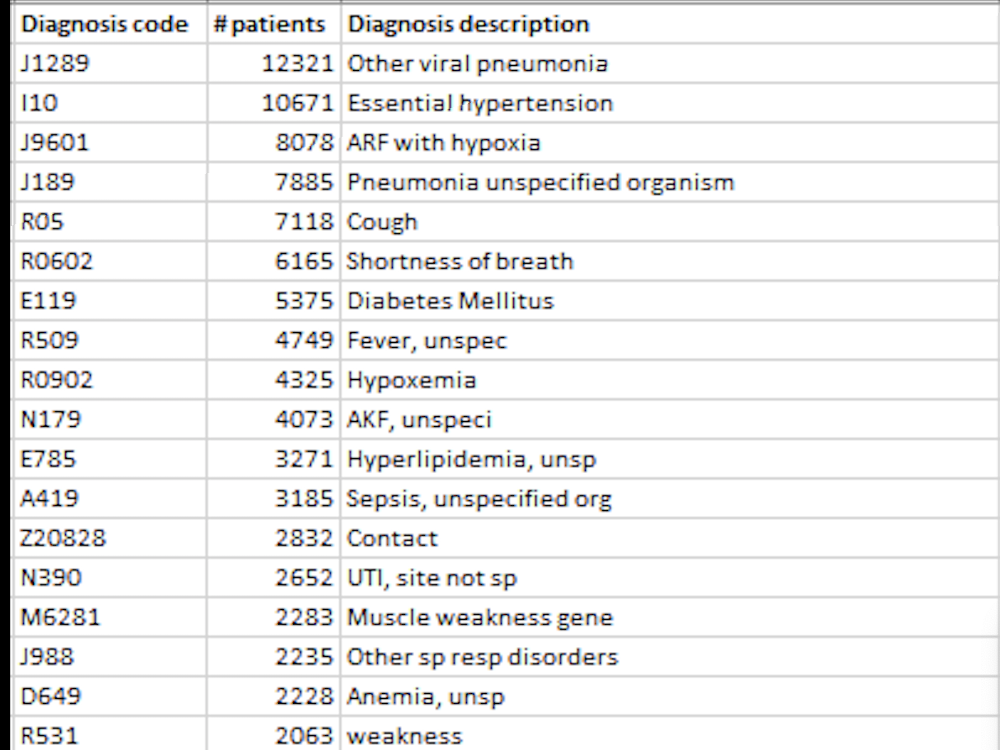 Diagnosis code # patients Diagnosis description
J1289 12321 Other viral pneumonia
I10 10671 Essential hypertension
J9601 8078 ARF with hypoxia
J189 7885 Pneumonia unspecified organism
R05 7118 Cough
R0602 6165 Shortness of breath
E119 5375 Diabetes Mellitus
R509 4749 Fever, unspec
R0902 4325 Hypoxemia
N179 4073 AKF, unspeci
E785 3271 Hyperlipidemia, unsp
A419 3185 Sepsis, unspecified org
Z20828 2832 Contact
N390 2652 UTI, site not sp
M6281 2283 Muscle weakness gene
J988 2235 Other sp resp disorders
D649 2228 Anemia, unsp
R531 2063 weakness